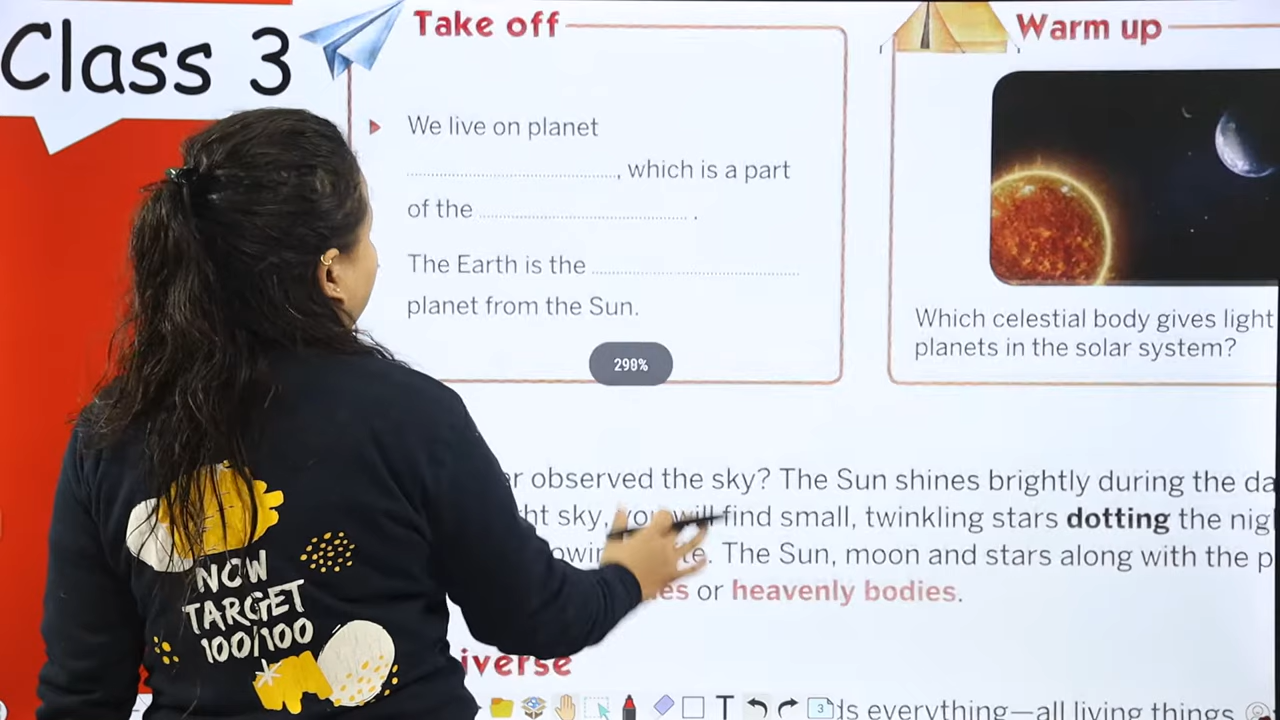 Class 3
Take off
We live on planet
............................................, which is a part
of the ............................................ .
The Earth is the ............................................
planet from the Sun.
290%
Warm up
Which celestial body gives light
planets in the solar system?
observed the sky? The Sun shines brightly during the da
sky, you will find small, twinkling stars dotting the nig
The Sun, moon and stars along with the p
or heavenly bodies.
iverse
T
3
ds everything—all living things
NOW
TARGET
100/100